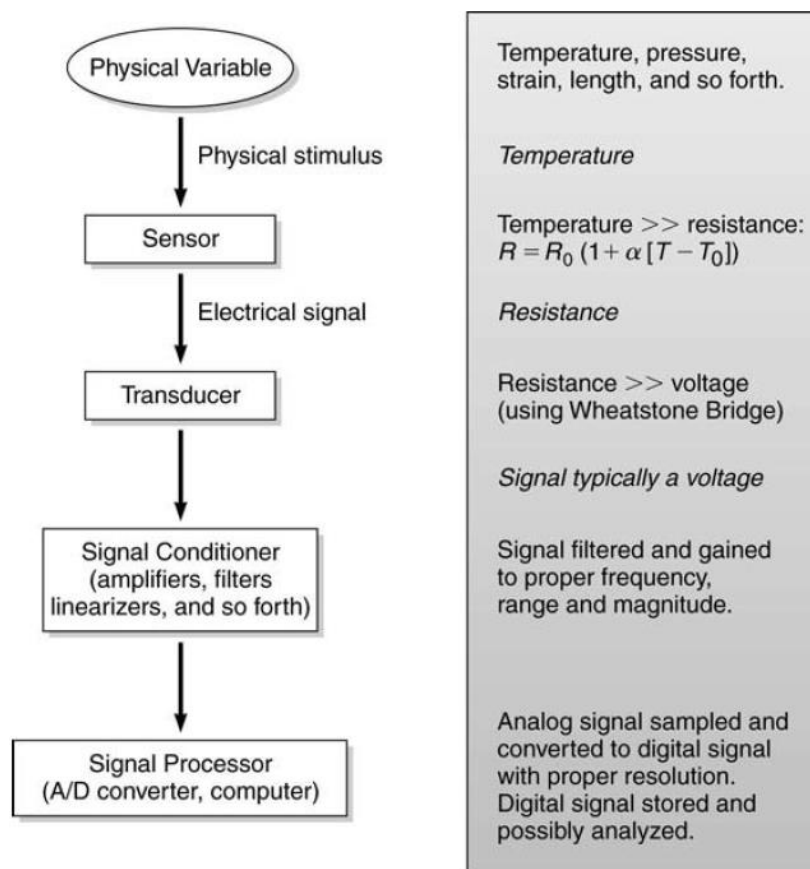 Physical Variable
Physical stimulus
Sensor
Electrical signal
Transducer
Signal Conditioner
(amplifiers, filters
linearizers, and so forth)
Signal Processor
(A/D converter, computer)
Temperature, pressure,
strain, length, and so forth.
Temperature
Temperature >> resistance:
R = R₀ (1 + α [T − T₀])
Resistance
Resistance >> voltage
(using Wheatstone Bridge)
Signal typically a voltage
Signal filtered and gained
to proper frequency,
range and magnitude.
Analog signal sampled and
converted to digital signal
with proper resolution.
Digital signal stored and
possibly analyzed.